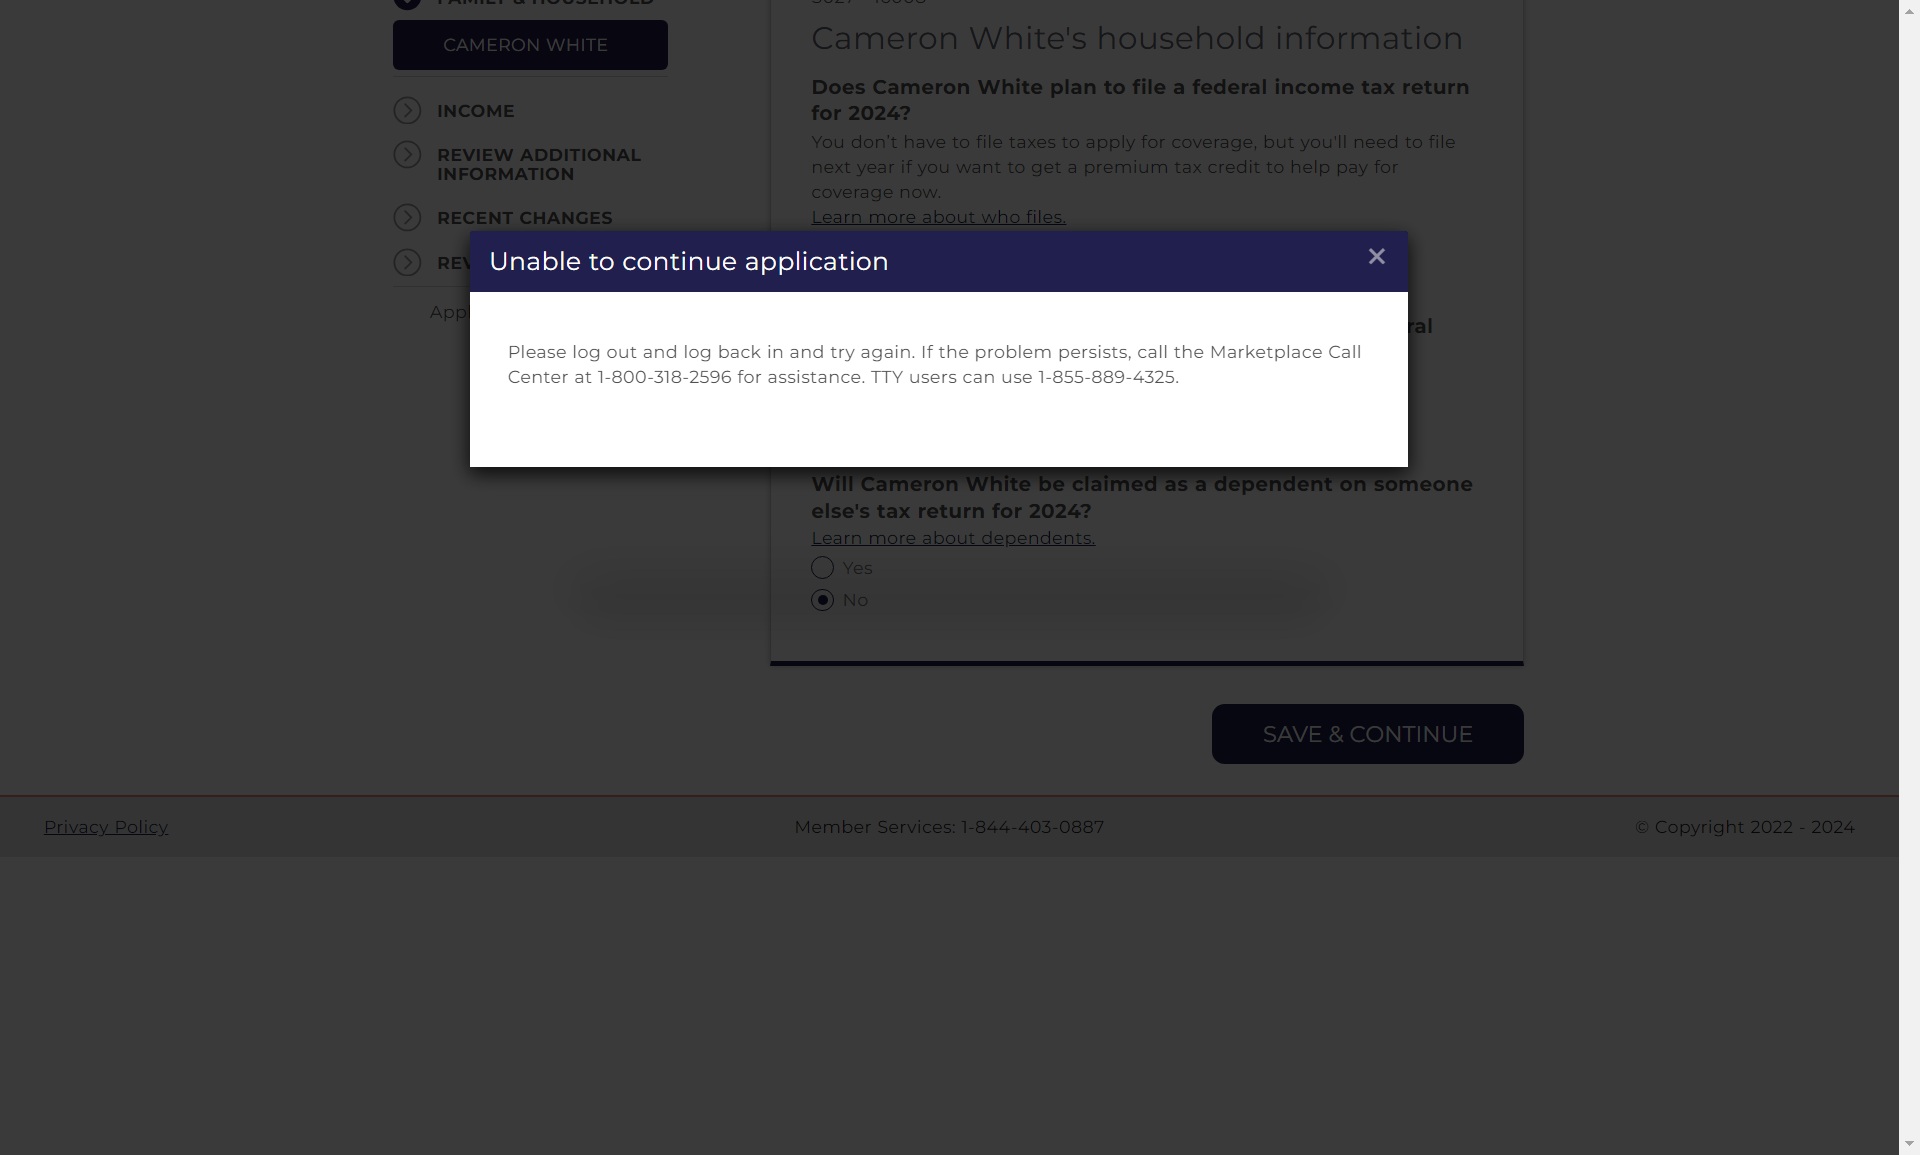 FAMILY & HOUSEHOLD
CAMERON WHITE
INCOME
REVIEW ADDITIONAL
INFORMATION
RECENT CHANGES
Cameron White's household information
Does Cameron White plan to file a federal income tax return
for 2024?
You don't have to file taxes to apply for coverage, but you'll need to file
next year if you want to get a premium tax credit to help pay for
coverage now.
Learn more about who files.
Unable to continue application
Please log out and log back in and try again. If the problem persists, call the Marketplace Call
Center at 1-800-318-2596 for assistance. TTY users can use 1-855-889-4325.
Will Cameron White be claimed as a dependent on someone
else's tax return for 2024?
Learn more about dependents.
Yes
No
SAVE & CONTINUE
Privacy Policy
Member Services: 1-844-403-0887
© Copyright 2022 - 2024